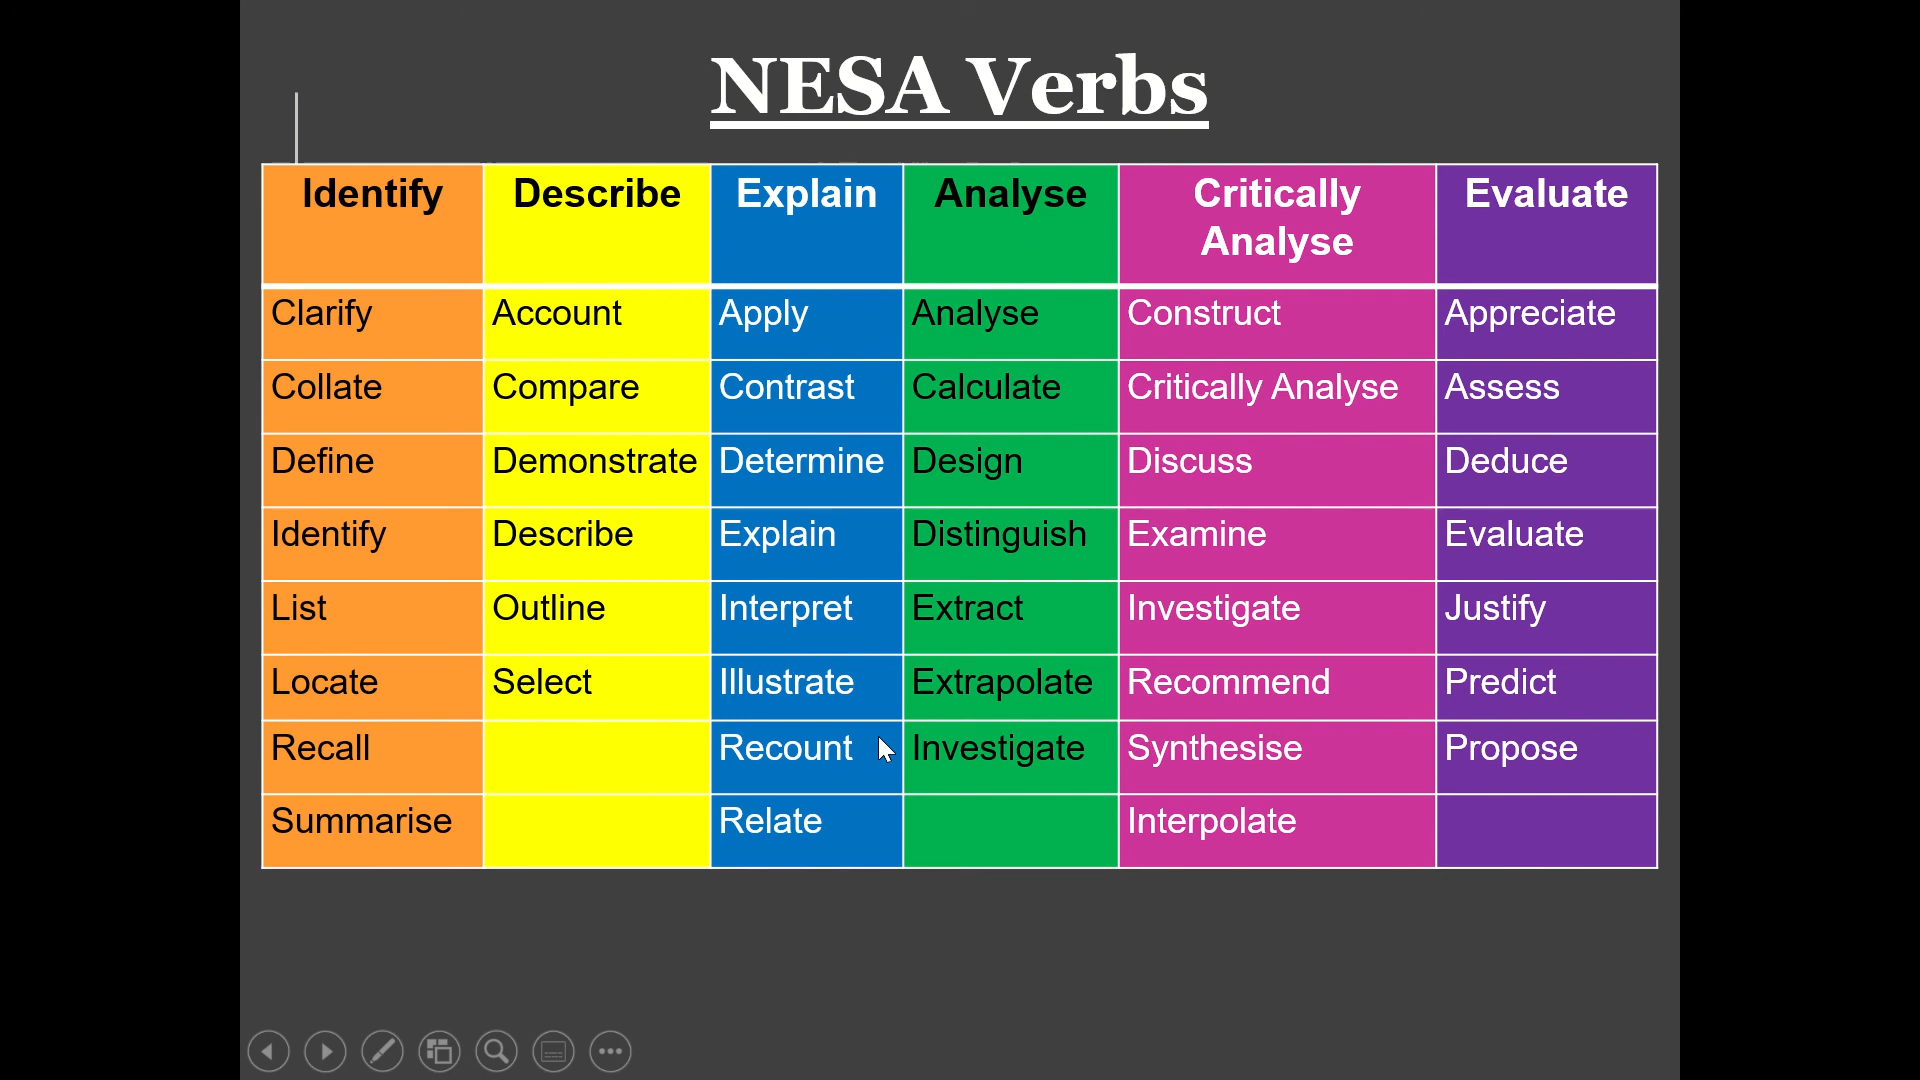 NESA Verbs
Identify Describe Explain Analyse Critically Analyse Evaluate
Clarify Account Apply Analyse Construct Appreciate
Collate Compare Contrast Calculate Critically Analyse Assess
Define Demonstrate Determine Design Discuss Deduce
Identify Describe Explain Distinguish Examine Evaluate
List Outline Interpret Extract Investigate Justify
Locate Select Illustrate Extrapolate Recommend Predict
Recall Recount Investigate Synthesise Propose
Summarise Relate Interpolate